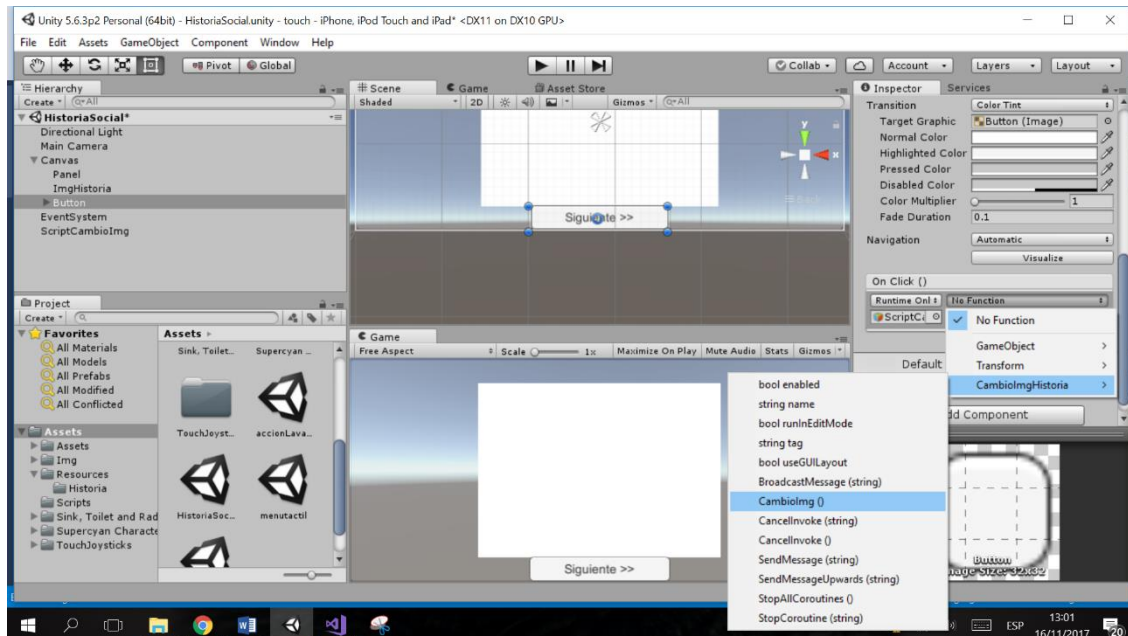 Unity 5.6.3p2 Personal (64bit) - HistoriaSocial.unity - touch - iPhone, iPod Touch and iPad* <DX11 on DX10 GPU>
File Edit Assets GameObject Component Window Help
Pivot Global Collab Account Layers Layout
Hierarchy
Create All
HistoriaSocial*
Directional Light
Main Camera
Canvas
Panel
ImgHistoria
Button
EventSystem
ScriptCambioImg
Scene Game Asset Store
Shaded 2D Gizmos All
y
x
Siguiente >>
Inspector Services
Transition Color Tint
Target Graphic Button (Image)
Normal Color
Highlighted Color
Pressed Color
Disabled Color
Color Multiplier 1
Fade Duration 0.1
Navigation Automatic
Visualize
On Click ()
Runtime Onl No Function
ScriptCa
No Function
GameObject
Transform
CambioImgHistoria
Default
dd Component
Project
Create
Favorites
All Materials
All Models
All Prefabs
All Modified
All Conflicted
Assets
Assets
Img
Resources
Historia
Scripts
Sink, Toilet and Rad
Supercyan Characte
TouchJoysticks
Assets
Sink, Toilet... Supercyan ...
TouchJoyst... accionLava...
HistoriaSoc... menutactil
Game
Free Aspect Scale 1x Maximize On Play Mute Audio Stats Gizmos
Siguiente >>
bool enabled
string name
bool runInEditMode
string tag
bool useGUILayout
BroadcastMessage (string)
CambioImg ()
CancelInvoke (string)
CancelInvoke ()
SendMessage (string)
SendMessageUpwards (string)
StopAllCoroutines ()
StopCoroutine (string)
Button
Size: 32x32
ESP
13:01
16/11/2017
20